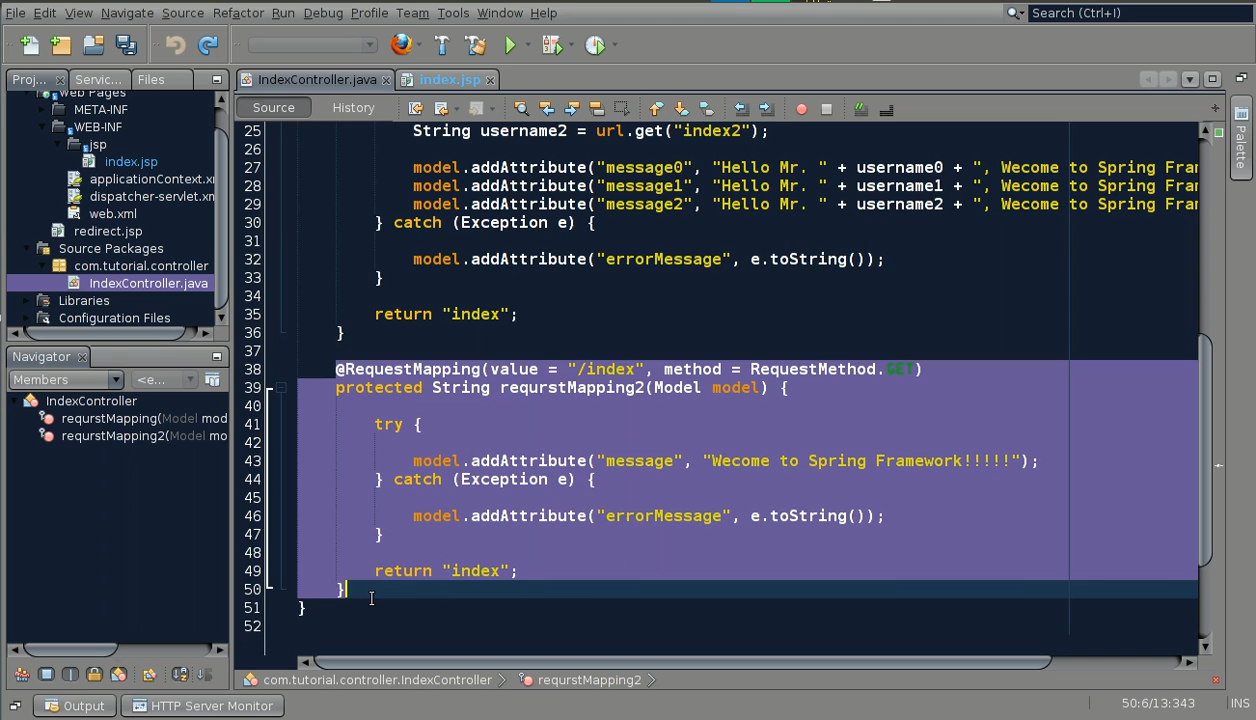 File Edit View Navigate Source Refactor Run Debug Profile Team Tools Window Help
Search (Ctrl+I)
Proj... Servic... Files
IndexController.java index.jsp
Source History
Web Pages
META-INF
WEB-INF
jsp
index.jsp
applicationContext.xm
dispatcher-servlet.xm
web.xml
redirect.jsp
Source Packages
com.tutorial.controller
IndexController.java
Libraries
Configuration Files
Navigator
Members <e...
IndexController
requrstMapping(Model mod
requrstMapping2(Model mo
25 String username2 = url.get("index2");
26
27 model.addAttribute("message0", "Hello Mr. " + username0 + ", Wecome to Spring Fram
28 model.addAttribute("message1", "Hello Mr. " + username1 + ", Wecome to Spring Fram
29 model.addAttribute("message2", "Hello Mr. " + username2 + ", Wecome to Spring Fram
30 } catch (Exception e) {
31
32 model.addAttribute("errorMessage", e.toString());
33 }
34
35 return "index";
36 }
37
38 @RequestMapping(value = "/index", method = RequestMethod.GET)
39 protected String requrstMapping2(Model model) {
40
41 try {
42
43 model.addAttribute("message", "Wecome to Spring Framework!!!!!");
44 } catch (Exception e) {
45
46 model.addAttribute("errorMessage", e.toString());
47 }
48
49 return "index";
50 }
51 }
52
Palette
com.tutorial.controller.IndexController requrstMapping2
Output HTTP Server Monitor
50:6/13:343 INS